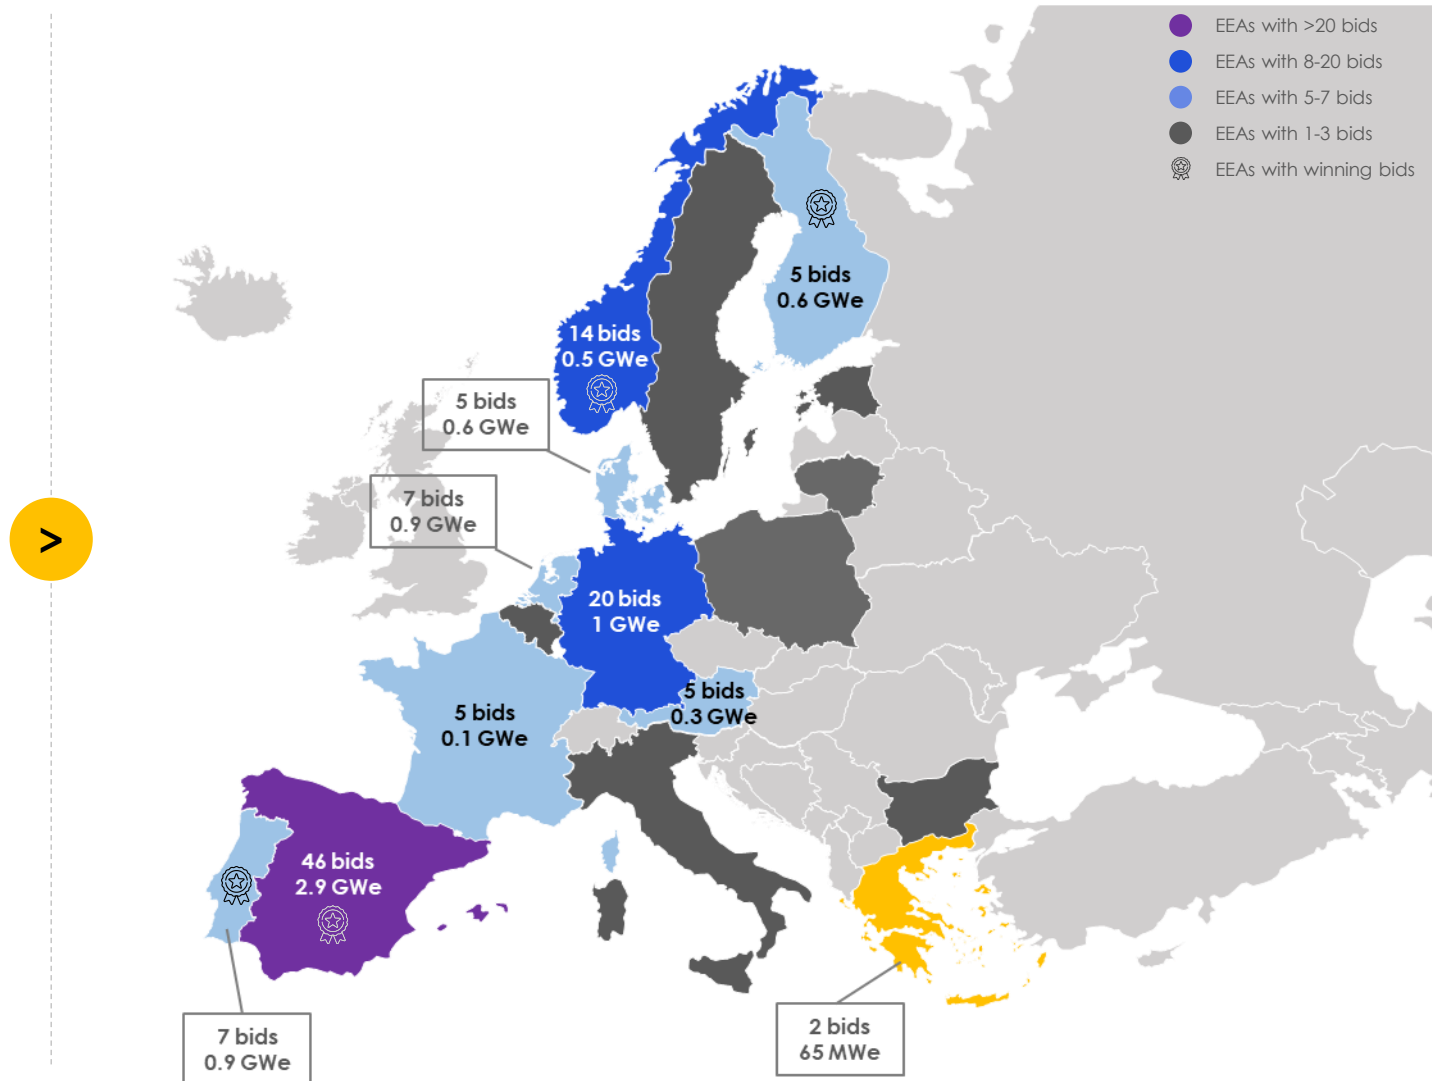 EEAs with >20 bids
EEAs with 8-20 bids
EEAs with 5-7 bids
EEAs with 1-3 bids
EEAs with winning bids
5 bids
0.6 GWe
14 bids
0.5 GWe
5 bids
0.6 GWe
7 bids
0.9 GWe
>
20 bids
1 GWe
5 bids
0.3 GWe
5 bids
0.1 GWe
46 bids
2.9 GWe
7 bids
0.9 GWe
2 bids
65 MWe